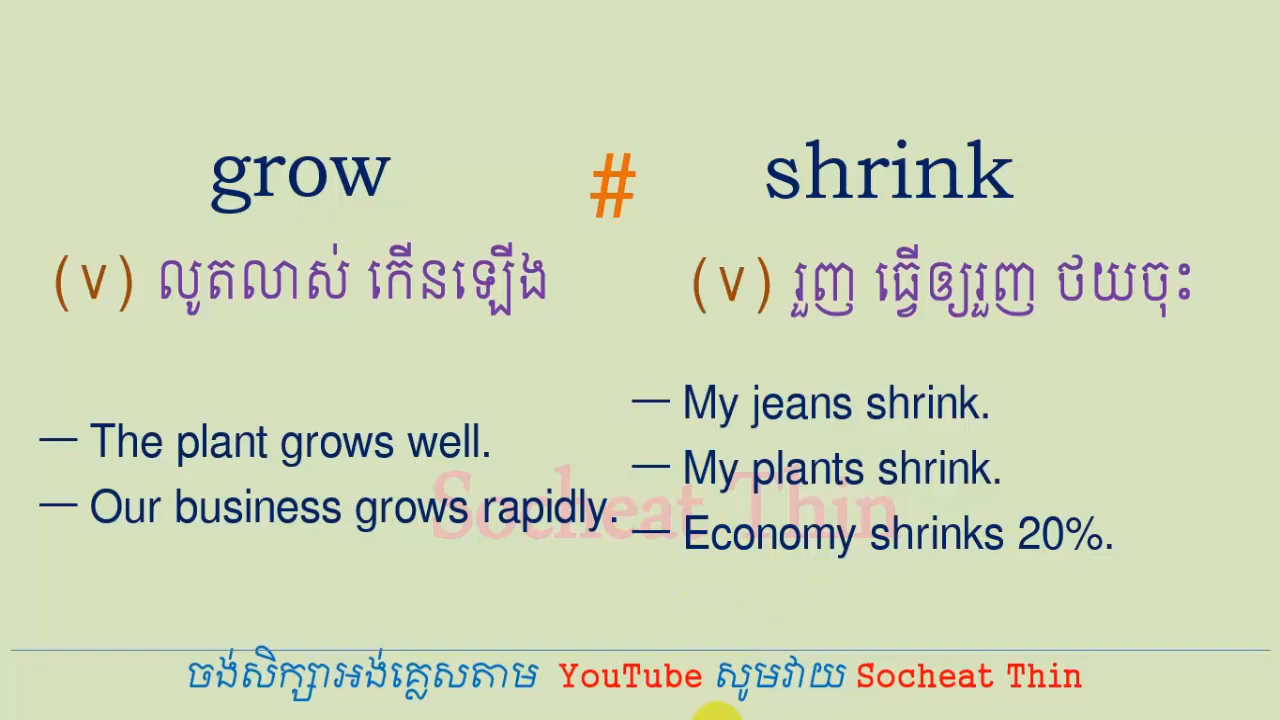 grow # shrink
(v) លូតលាស់ កើនឡើង
(v) រួញ ធ្វើឲ្យរួញ ថយចុះ
— The plant grows well.
— Our business grows rapidly.
— My jeans shrink.
— My plants shrink.
— Economy shrinks 20%.
Socheat Thin
ចង់សិក្សាអង់គ្លេសតាម YouTube សូមវាយ Socheat Thin